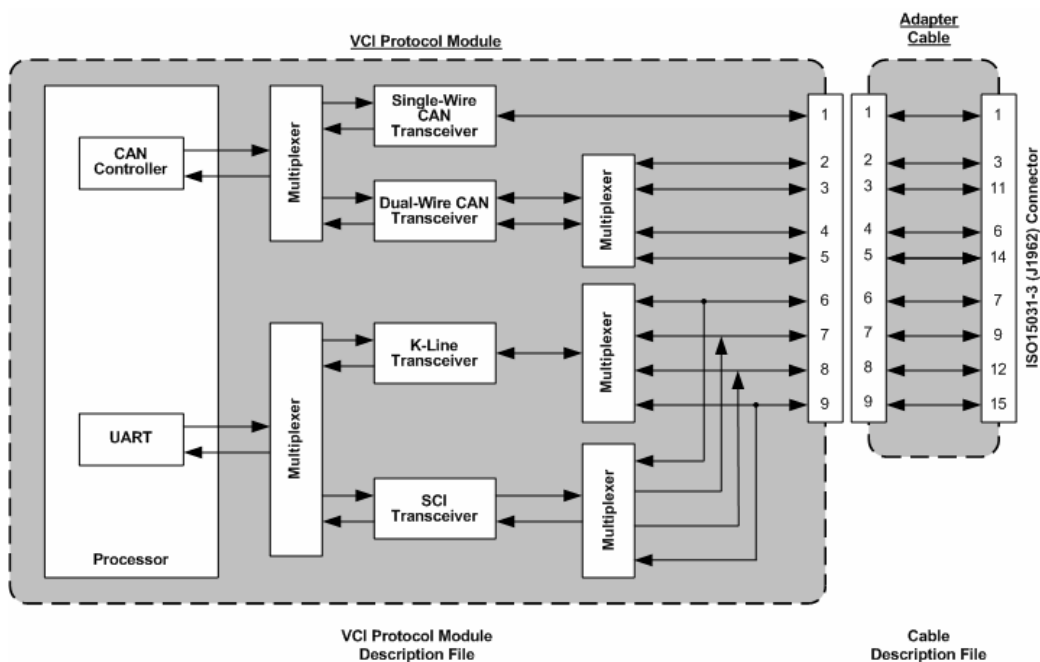 VCI Protocol Module
Adapter
Cable
CAN
Controller
UART
Processor
Multiplexer
Single-Wire
CAN
Transceiver
Dual-Wire CAN
Transceiver
Multiplexer
Multiplexer
K-Line
Transceiver
SCI
Transceiver
Multiplexer
Multiplexer
1
2
3
4
5
6
7
8
9
1
2
3
4
5
6
7
8
9
1
3
11
6
14
7
9
12
15
ISO15031-3 (J1962) Connector
VCI Protocol Module
Description File
Cable
Description File